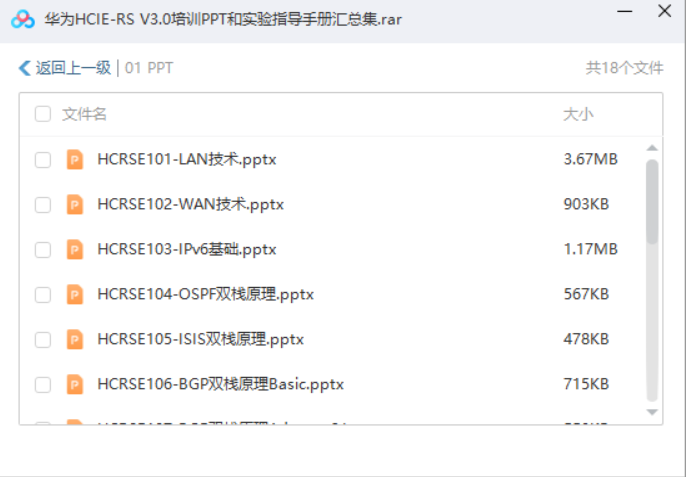 华为HCIE-RS V3.0培训PPT和实验指导手册汇总集.rar
返回上一级 | 01 PPT 共18个文件
文件名 大小
HCRSE101-LAN技术.pptx 3.67MB
HCRSE102-WAN技术.pptx 903KB
HCRSE103-IPv6基础.pptx 1.17MB
HCRSE104-OSPF双栈原理.pptx 567KB
HCRSE105-ISIS双栈原理.pptx 478KB
HCRSE106-BGP双栈原理Basic.pptx 715KB